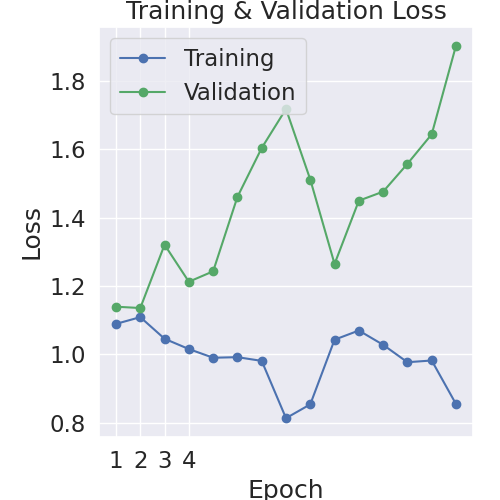 Training & Validation Loss
Training
Validation
1.8
1.6
1.4
1.2
1.0
0.8
Loss
1 2 3 4
Epoch